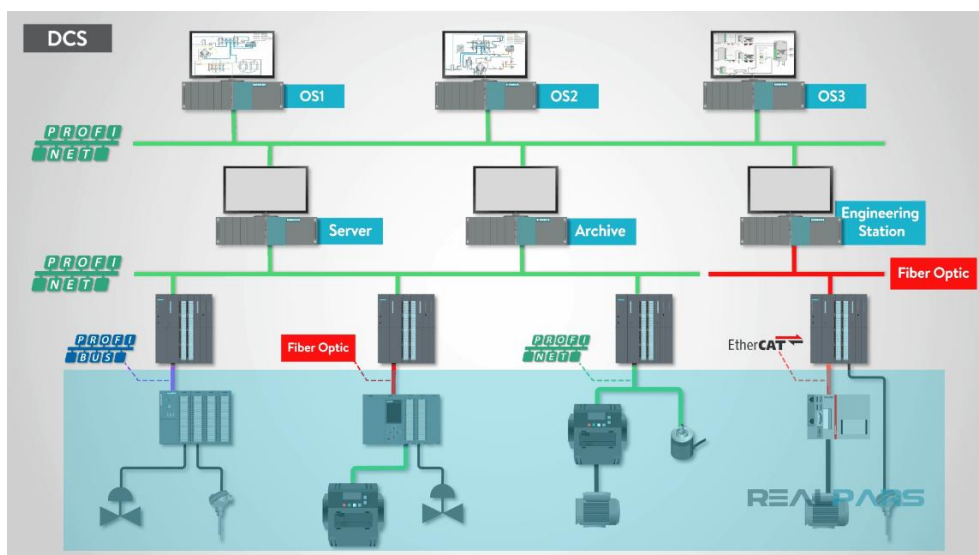 DCS
OS1
OS2
OS3
PROFI
NET
Server
Archive
Engineering
Station
PROFI
NET
Fiber Optic
PROFI
BUS
Fiber Optic
PROFI
NET
EtherCAT
REALPARS